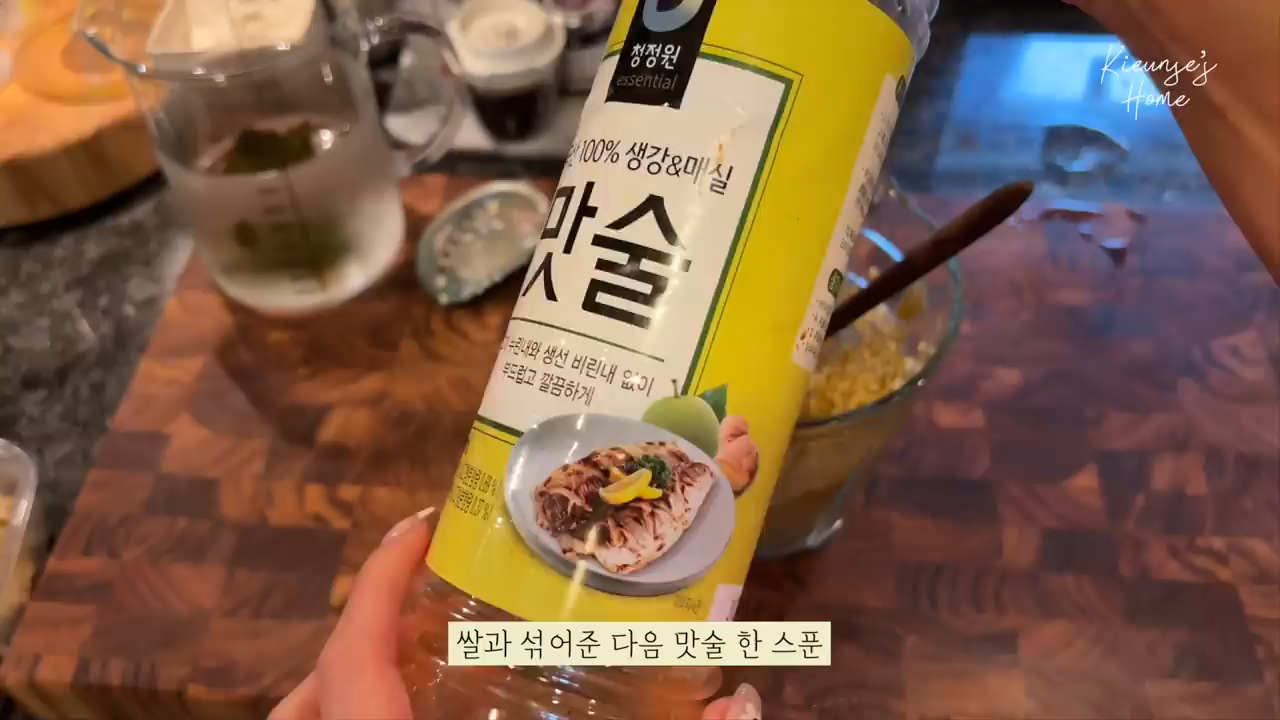 청정원
essential
Kieunye's
Home
100% 생강&매실
맛술
생선 비린내 없이
부드럽고 깔끔하게
쌀과 섞어준 다음 맛술 한 스푼